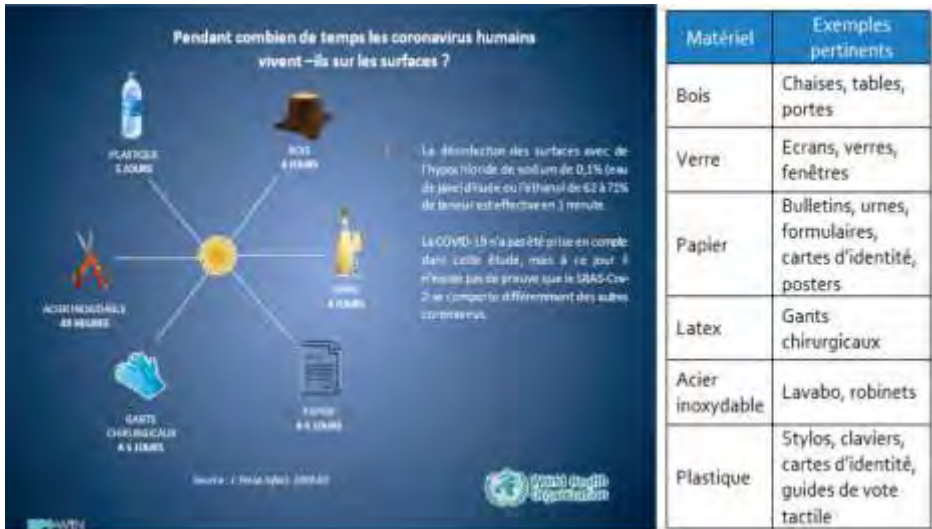 Pendant combien de temps les coronavirus humains
vivent –ils sur les surfaces ?
PLASTIQUE
5 JOURS
BOIS
4 JOURS
ACIER INOXYDABLE
48 HEURES
VERRE
4 JOURS
GANTS
CHIRURGICAUX
PAPIER
4-5 JOURS
La désinfection des surfaces avec de
l'hypochloride de sodium de 0,1% (eau
de javel) diluée ou l'éthanol de 62 à 71%
de teneur est effective en 1 minute.
La COVID-19 n'a pas été prise en compte
dans cette étude, mais à ce jour il
n'existe pas de preuve que le SRAS-Cov-
2 se comporte différemment des autres
coronavirus.
Source : J. Hosp Infect.
World Health
Organization
Matériel
Exemples
pertinents
Bois
Chaises, tables,
portes
Verre
Ecrans, verres,
fenêtres
Papier
Bulletins, urnes,
formulaires,
cartes d'identité,
posters
Latex
Gants
chirurgicaux
Acier
inoxydable
Lavabo, robinets
Plastique
Stylos, claviers,
cartes d'identité,
guides de vote
tactile